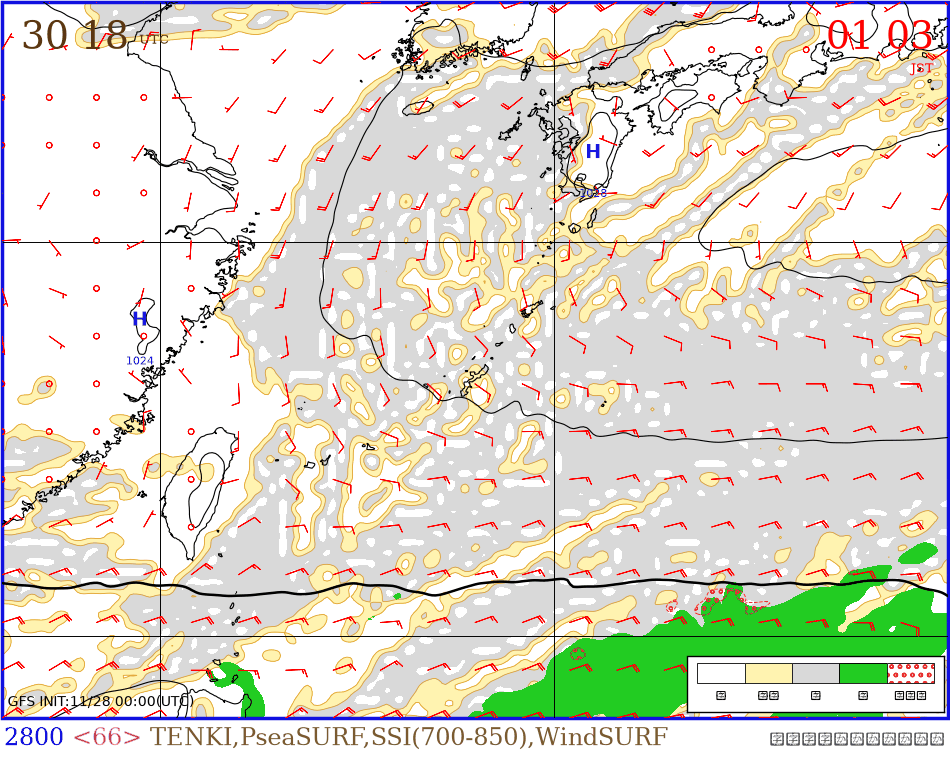 30 18 /UTC 01 03
JST
H
1028
H
1024
GFS INIT:11/28 00:00(UTC)
2800 <66> TENKI,PseaSURF,SSI(700-850),WindSURF